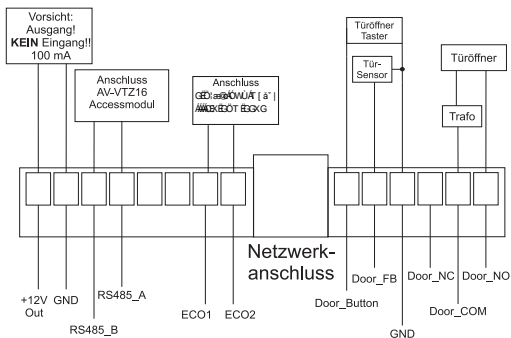 Vorsicht:
Ausgang!
KEIN Eingang!!
100 mA
Anschluss
AV-VTZ16
Accessmodul
Anschluss
Türöffner
Taster
Tür-
Sensor
Türöffner
Trafo
Netzwerk-
anschluss
+12V
Out
GND
RS485_B
RS485_A
ECO1
ECO2
Door_Button
Door_FB
GND
Door_NC
Door_COM
Door_NO